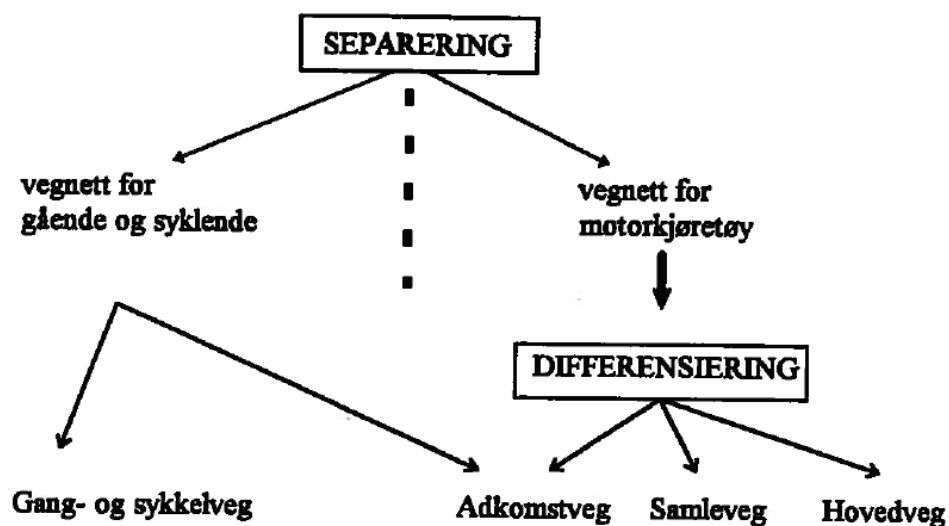 SEPARERING
vegnett for
gående og syklende
vegnett for
motorkjøretøy
DIFFERENSIERING
Gang- og sykkelveg
Adkomstveg
Samleveg
Hovedveg